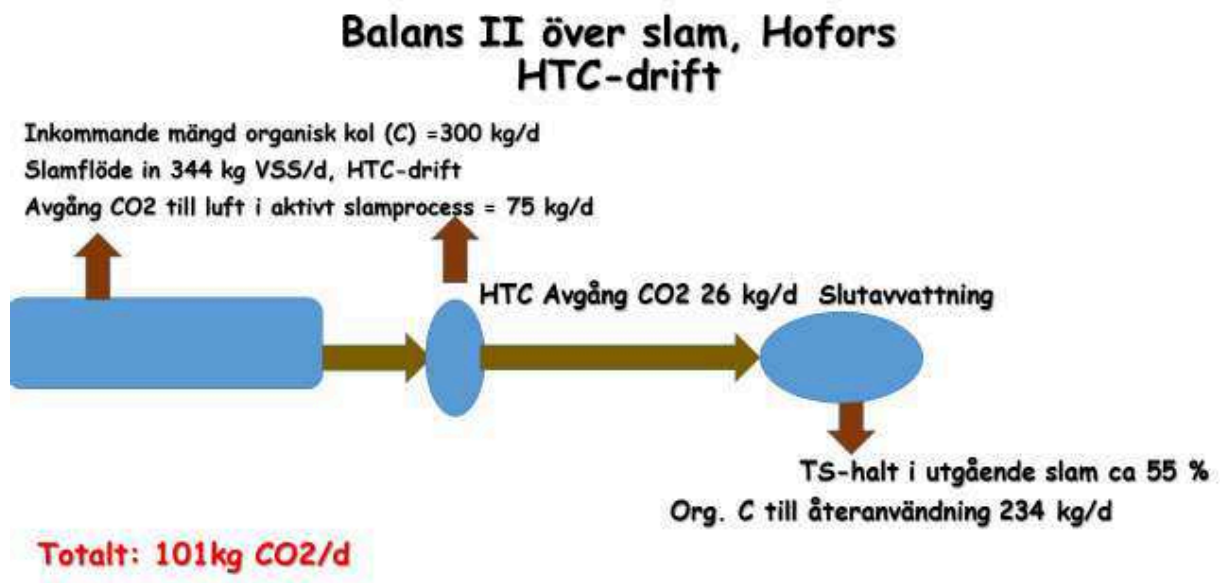 Balans II över slam, Hofors
HTC-drift
Inkommande mängd organisk kol (C) =300 kg/d
Slamflöde in 344 kg VSS/d, HTC-drift
Avgång CO2 till luft i aktivt slamprocess = 75 kg/d
HTC Avgång CO2 26 kg/d Slutavvattning
TS-halt i utgående slam ca 55 %
Org. C till återanvändning 234 kg/d
Totalt: 101kg CO2/d